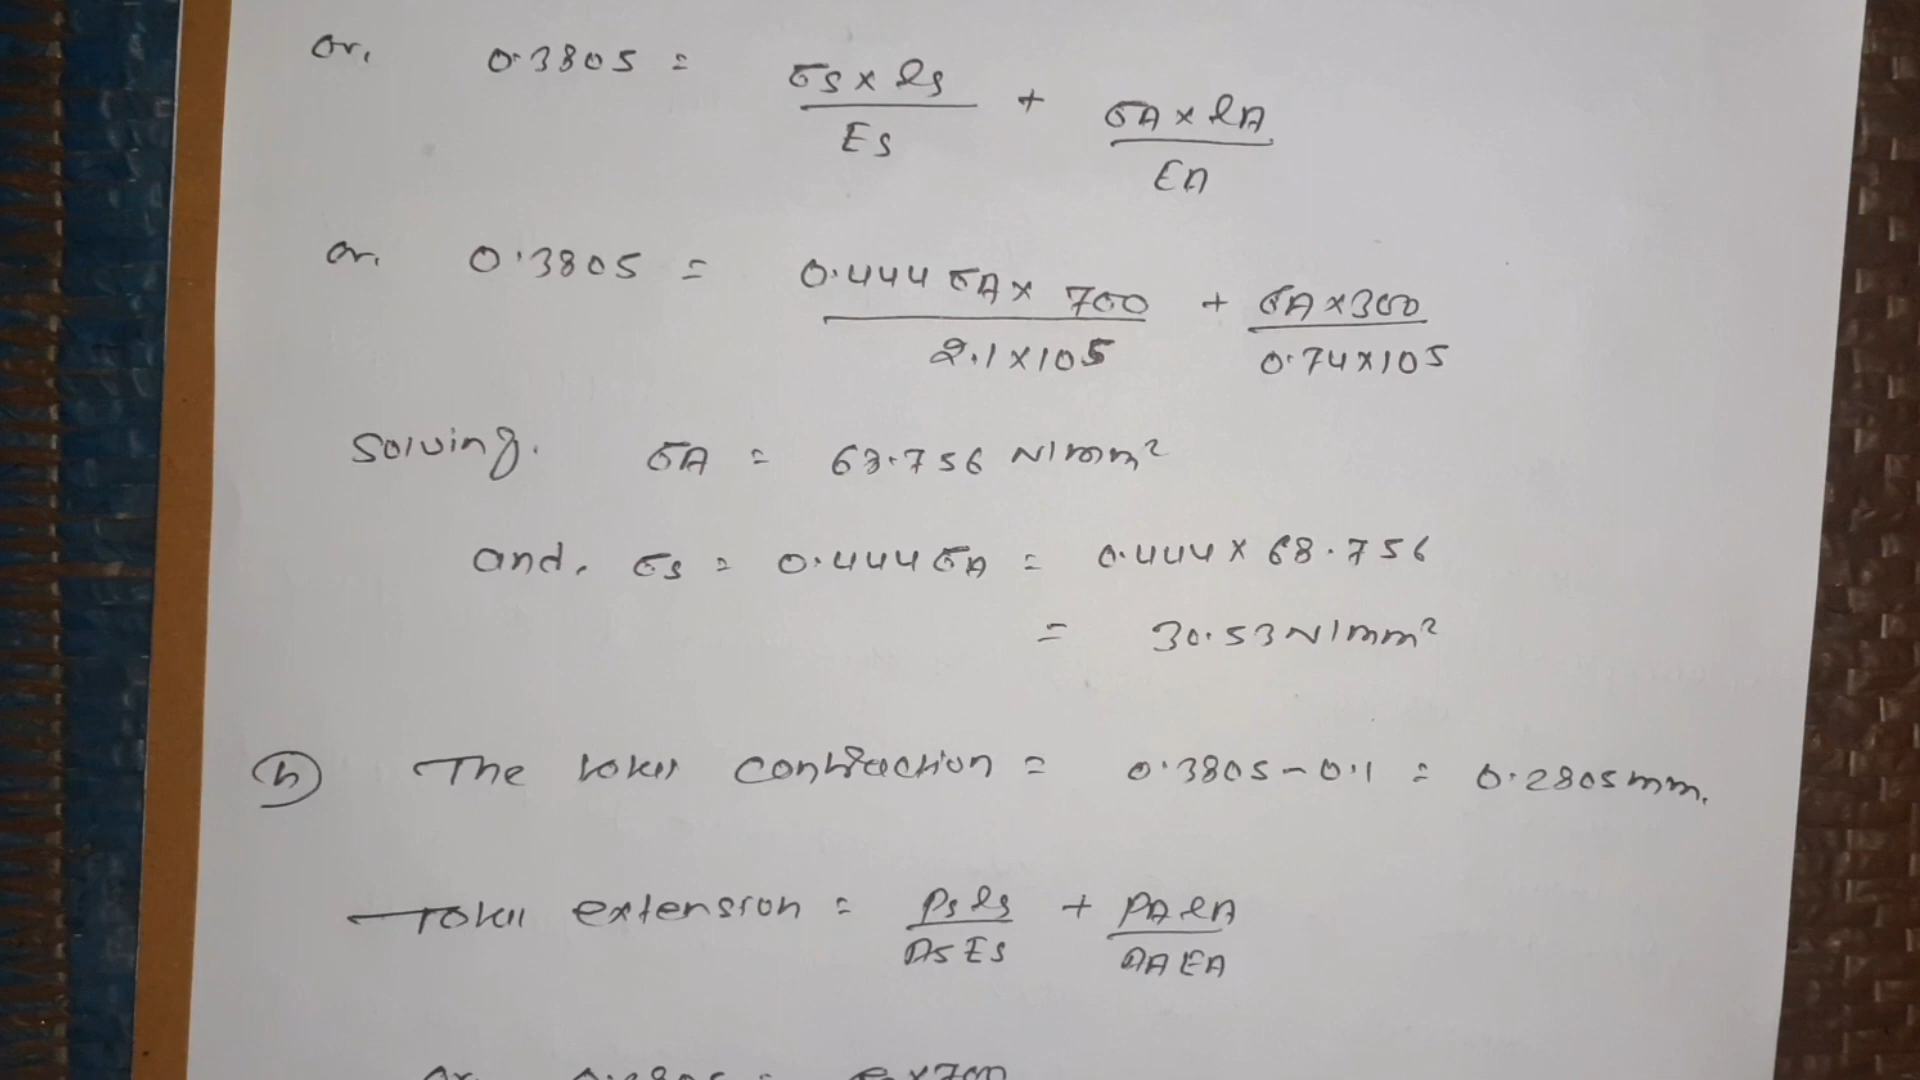 or, 0.3805 = σs x ls / Es + σA x lA / EA
or, 0.3805 = 0.444 σA x 700 / 2.1 x 105 + σA x 300 / 0.74 x 105
Solving. σA = 68.756 N/mm²
and, σs = 0.444 σA = 0.444 x 68.756
= 30.53 N/mm²
(b) The contraction = 0.3805 - 0.1 = 0.2805 mm.
extension = Ps ls / As Es + PA lA / AA EA